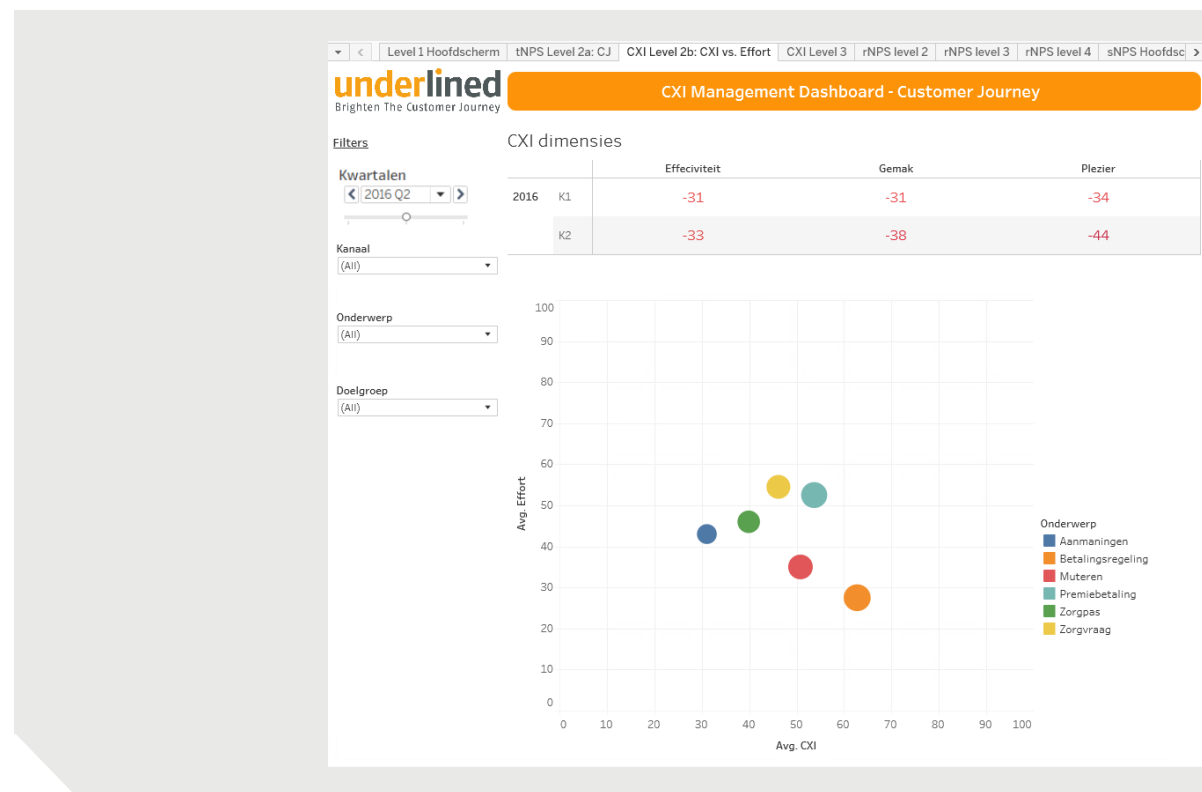 Level 1 Hoofdscherm tNPS Level 2a: CJ CXI Level 2b: CXI vs. Effort CXI Level 3 rNPS level 2 rNPS level 3 rNPS level 4 sNPS Hoofdsc
underlined
Brighten The Customer Journey
CXI Management Dashboard - Customer Journey
Filters
Kwartalen
2016 Q2
Kanaal
(All)
Onderwerp
(All)
Doelgroep
(All)
CXI dimensies
Effeciviteit Gemak Plezier
2016 K1 -31 -31 -34
K2 -33 -38 -44
100
90
80
70
60
50
40
30
20
10
0
Avg. Effort
0 10 20 30 40 50 60 70 80 90 100
Avg. CXI
Onderwerp
Aanmaningen
Betalingsregeling
Muteren
Premiebetaling
Zorgpas
Zorgvraag